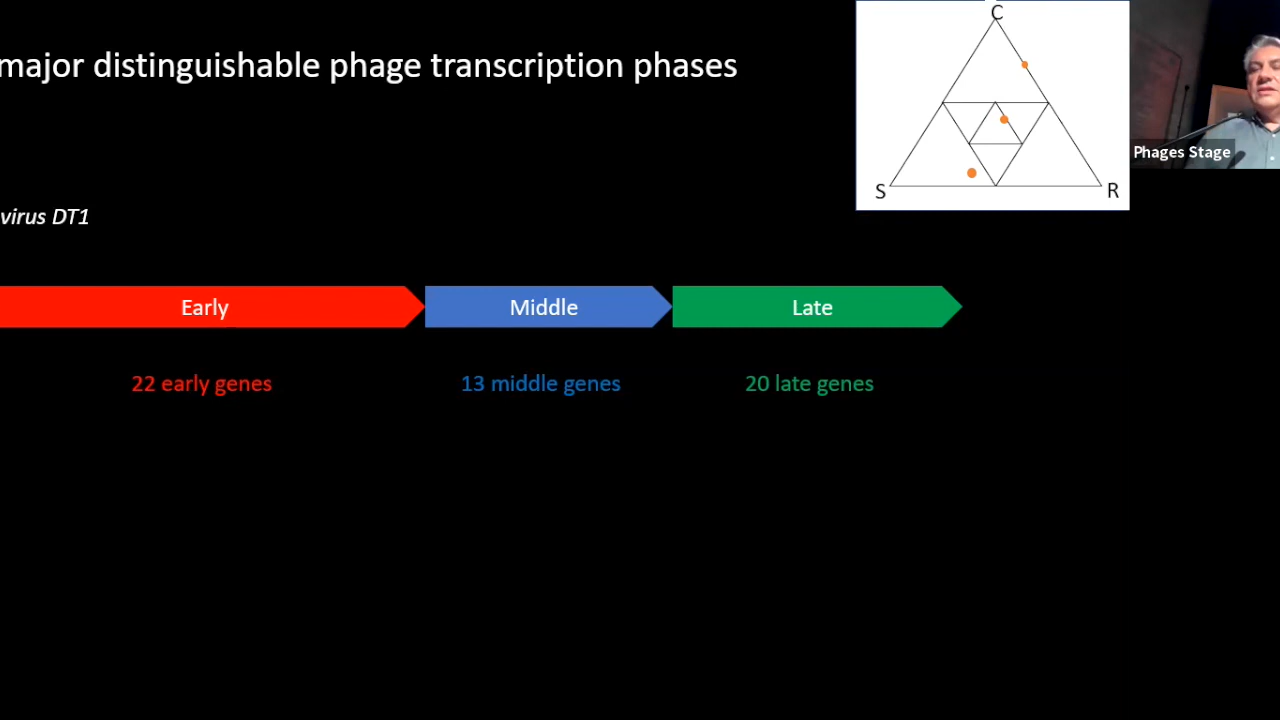 C
major distinguishable phage transcription phases
Phages Stage
S
R
virus DT1
Early
Middle
Late
22 early genes
13 middle genes
20 late genes